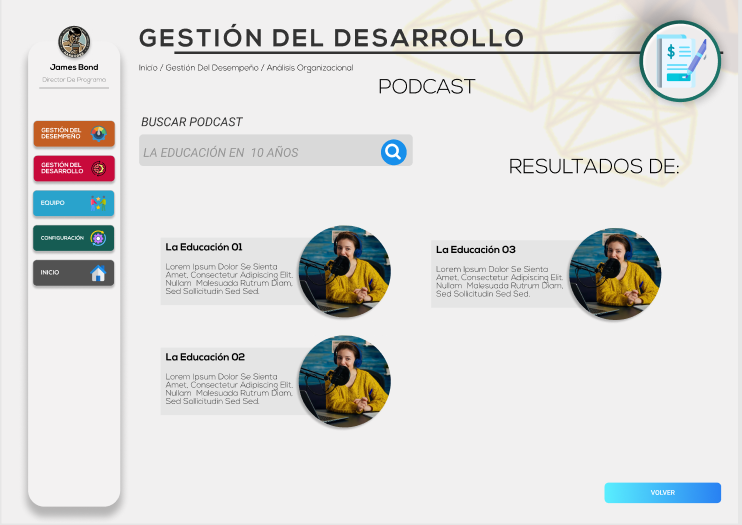 GESTIÓN DEL DESARROLLO
James Bond
Director De Programa
Inicio / Gestión Del Desempeño / Análisis Organizacional
PODCAST
BUSCAR PODCAST
LA EDUCACIÓN EN 10 AÑOS
RESULTADOS DE:
GESTIÓN DEL
DESEMPEÑO
GESTIÓN DEL
DESARROLLO
EQUIPO
CONFIGURACIÓN
INICIO
La Educación 01
Lorem Ipsum Dolor Se Sienta
Amet, Consectetur Adipiscing Elit.
Nullam Malesuada Rutrum Diam,
Sed Sollicitudin Sed Sed.
La Educación 03
Lorem Ipsum Dolor Se Sienta
Amet, Consectetur Adipiscing Elit.
Nullam Malesuada Rutrum Diam,
Sed Sollicitudin Sed Sed.
La Educación 02
Lorem Ipsum Dolor Se Sienta
Amet, Consectetur Adipiscing Elit.
Nullam Malesuada Rutrum Diam,
Sed Sollicitudin Sed Sed.
VOLVER